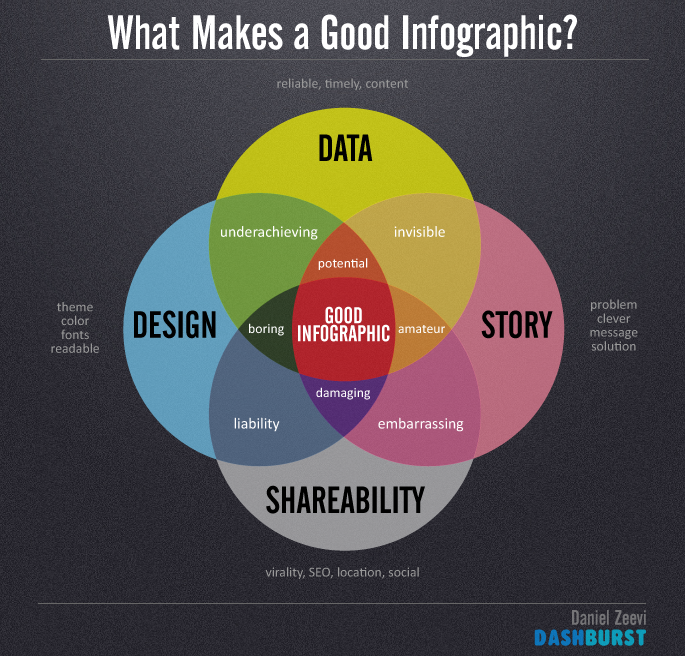 What Makes a Good Infographic?
reliable, timely, content
DATA
underachieving
invisible
potential
theme
color
fonts
readable
DESIGN
boring
GOOD
INFOGRAPHIC
amateur
STORY
problem
clever
message
solution
damaging
liability
embarrassing
SHAREABILITY
virality, SEO, location, social
Daniel Zeevi
DASHBURST